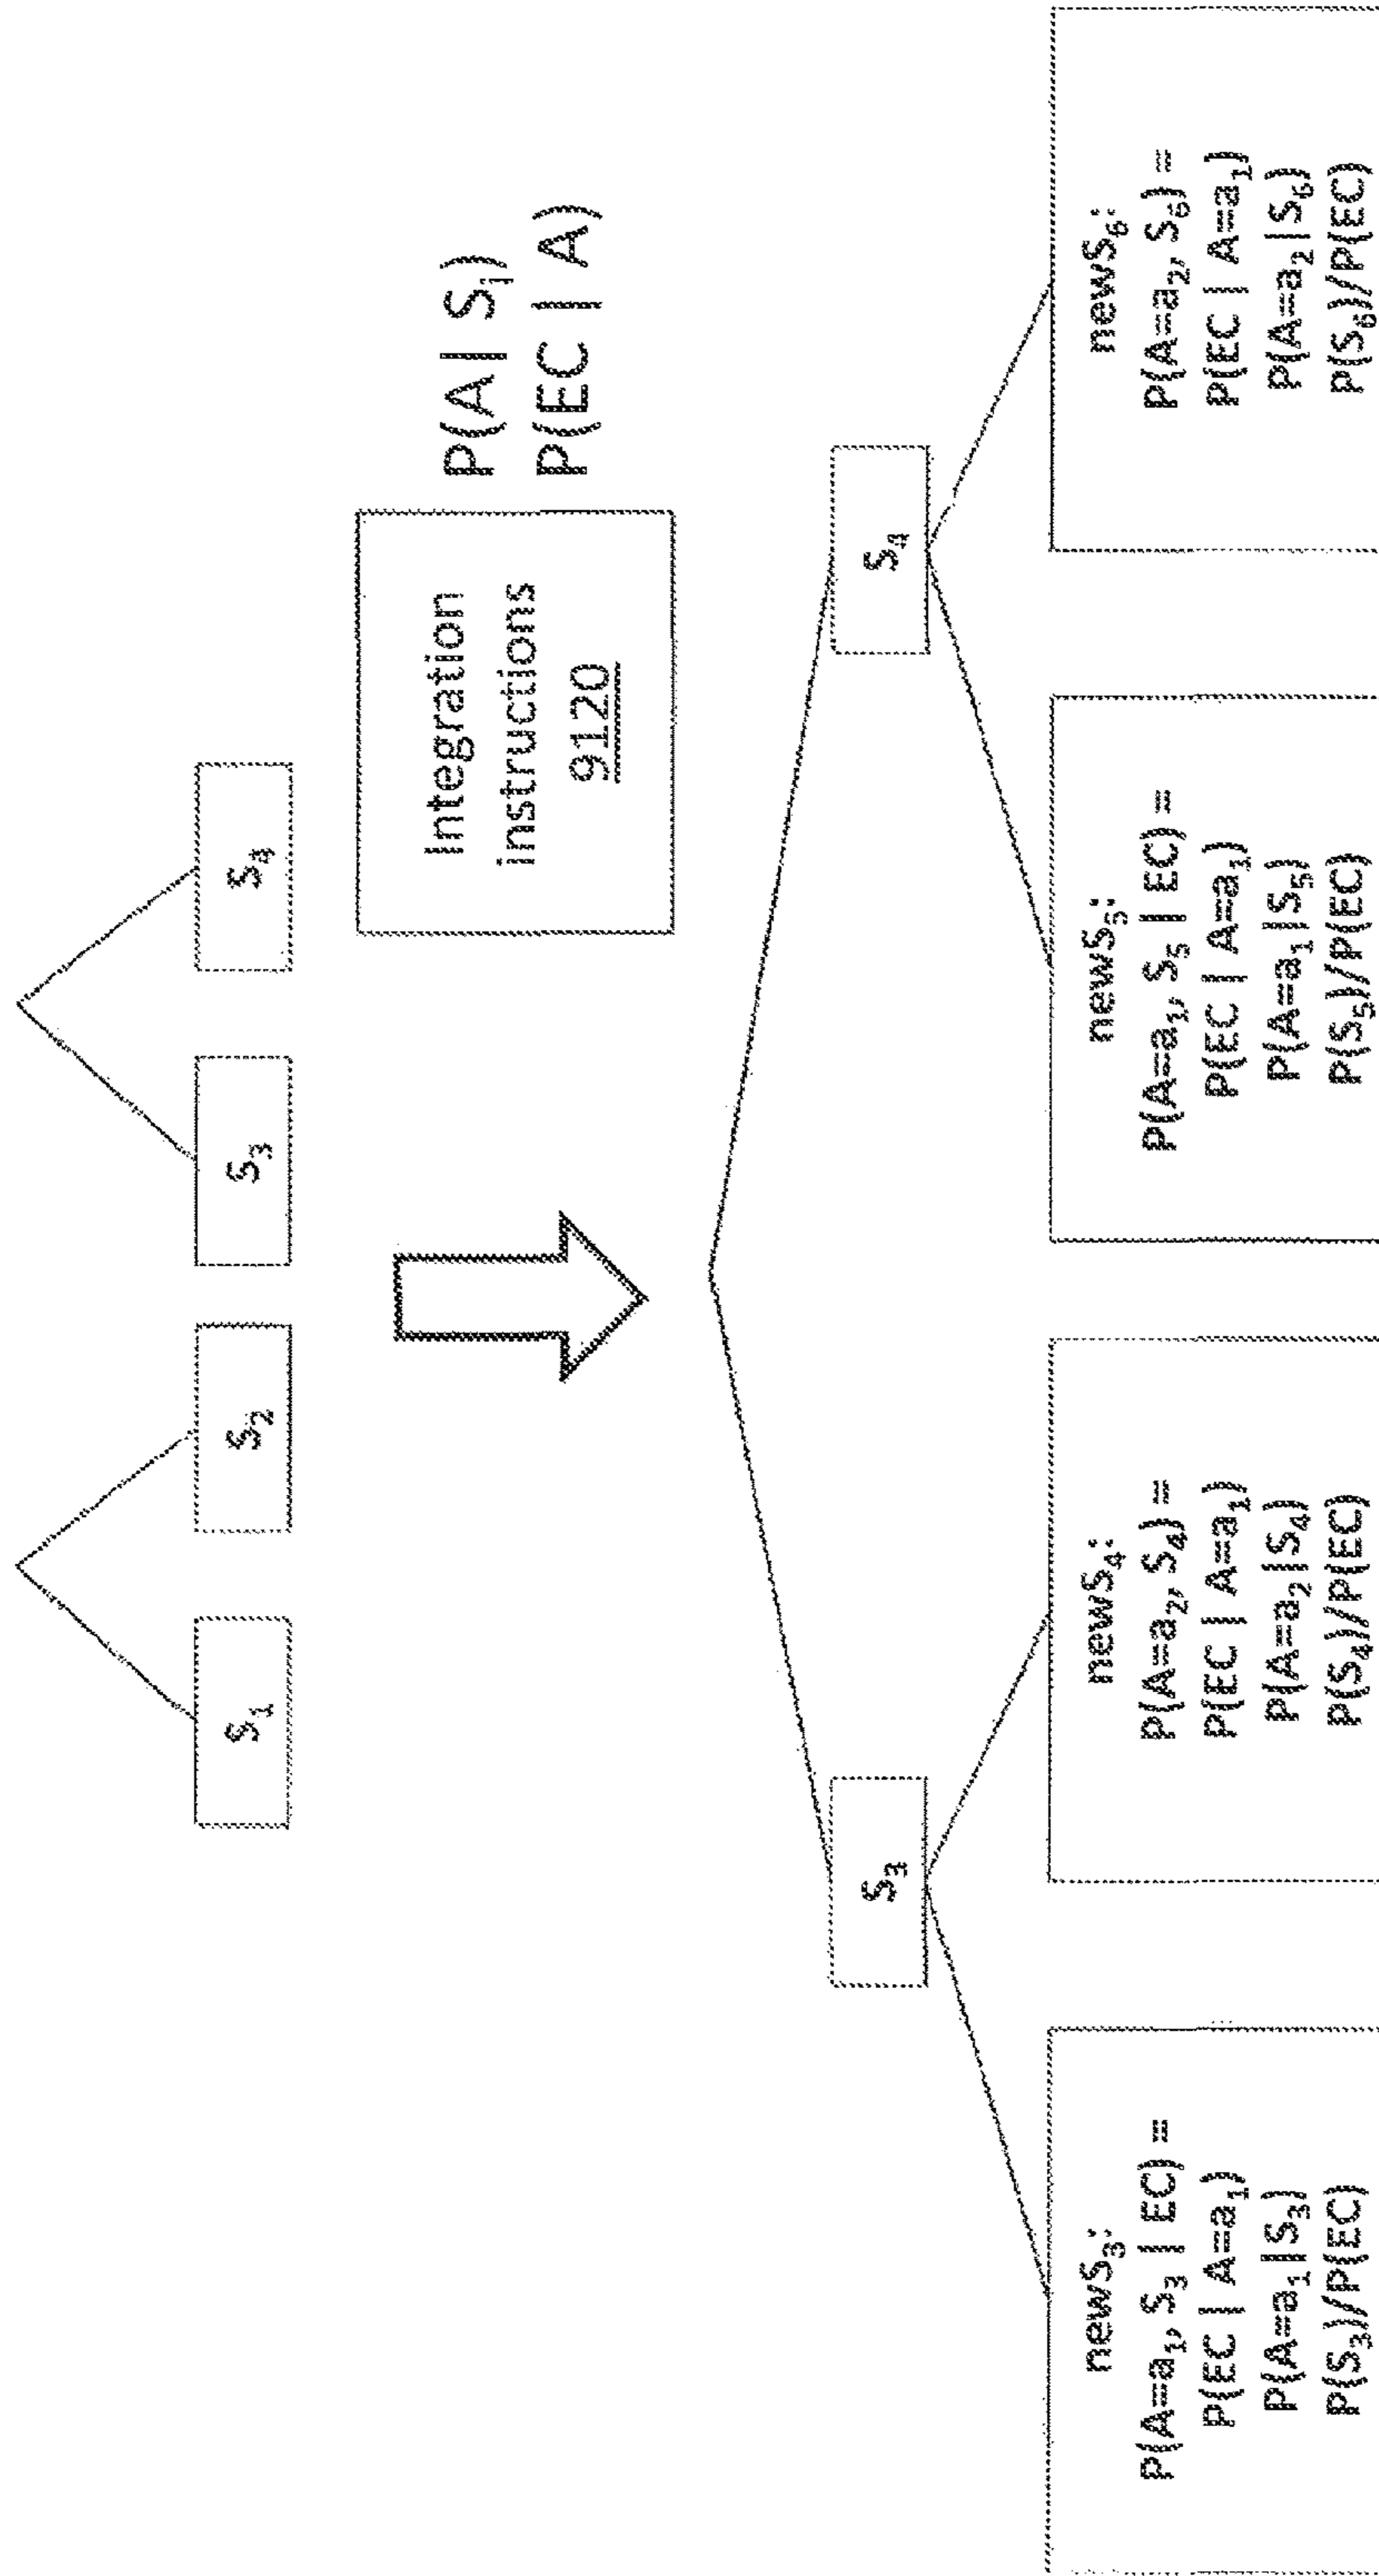 S₁
S₂
S₃
S₄
Integration
instructions
9120
P(A | Sᵢ)
P(EC | A)
S₃
S₄
newS₃:
P(A=a₁, S₃ | EC) =
P(EC | A=a₁)
P(A=a₁|S₃)
P(S₃)/P(EC)
newS₄:
P(A=a₂, S₄) =
P(EC | A=a₁)
P(A=a₂|S₄)
P(S₄)/P(EC)
newS₅:
P(A=a₁, S₅ | EC) =
P(EC | A=a₁)
P(A=a₁|S₅)
P(S₅)/P(EC)
newS₆:
P(A=a₂, S₆) =
P(EC | A=a₁)
P(A=a₂|S₆)
P(S₆)/P(EC)